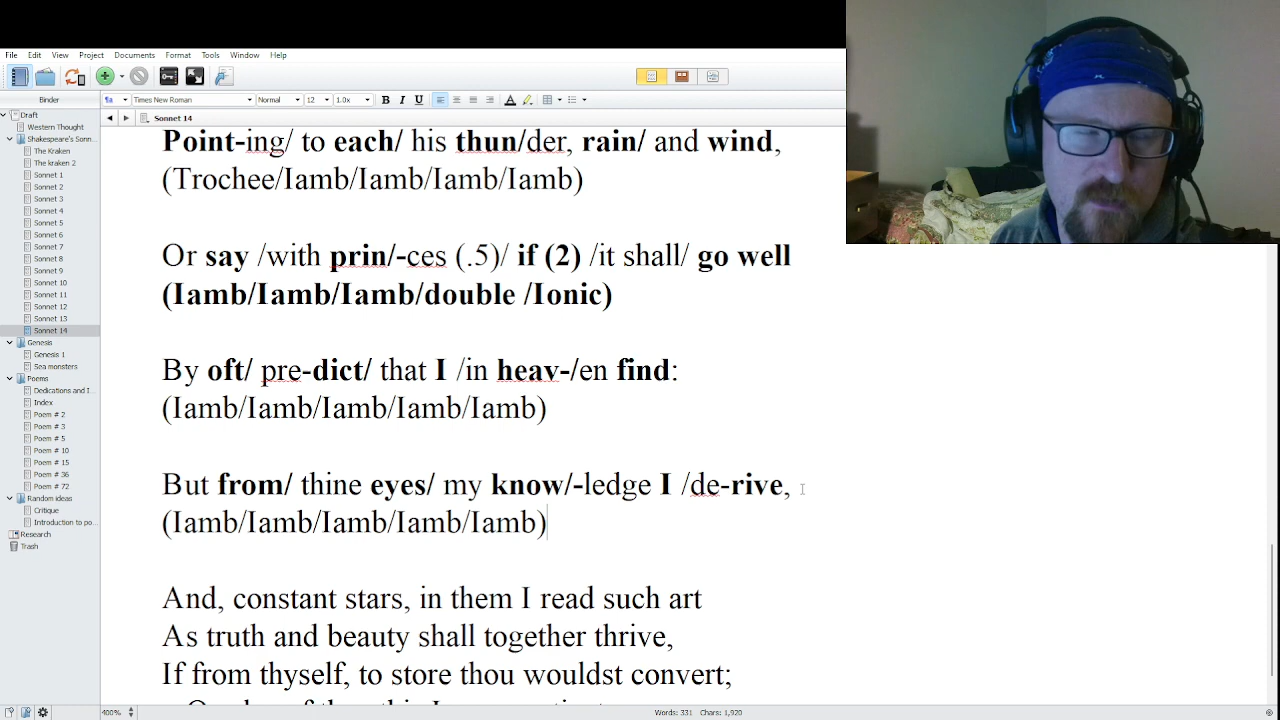 File Edit View Project Documents Format Tools Window Help
Binder
Times New Roman Normal 12 1.0x B I U A
Sonnet 14
Draft
Western Thought
Shakespeare's Sonn...
The Kraken
The kraken 2
Sonnet 1
Sonnet 2
Sonnet 3
Sonnet 4
Sonnet 5
Sonnet 6
Sonnet 7
Sonnet 8
Sonnet 9
Sonnet 10
Sonnet 11
Sonnet 12
Sonnet 13
Sonnet 14
Genesis
Genesis 1
Sea monsters
Poems
Dedications and I...
Index
Poem # 2
Poem # 3
Poem # 5
Poem # 10
Poem # 15
Poem # 36
Poem # 72
Random ideas
Critique
Introduction to po...
Research
Trash
Point-ing/ to each/ his thun/der, rain/ and wind,
(Trochee/Iamb/Iamb/Iamb/Iamb)
Or say /with prin/-ces (.5)/ if (2) /it shall/ go well
(Iamb/Iamb/Iamb/double /Ionic)
By oft/ pre-dict/ that I /in heav-/en find:
(Iamb/Iamb/Iamb/Iamb/Iamb)
But from/ thine eyes/ my know/-ledge I /de-rive,
(Iamb/Iamb/Iamb/Iamb/Iamb)
And, constant stars, in them I read such art
As truth and beauty shall together thrive,
If from thyself, to store thou wouldst convert;
400% Words: 331 Chars: 1,920